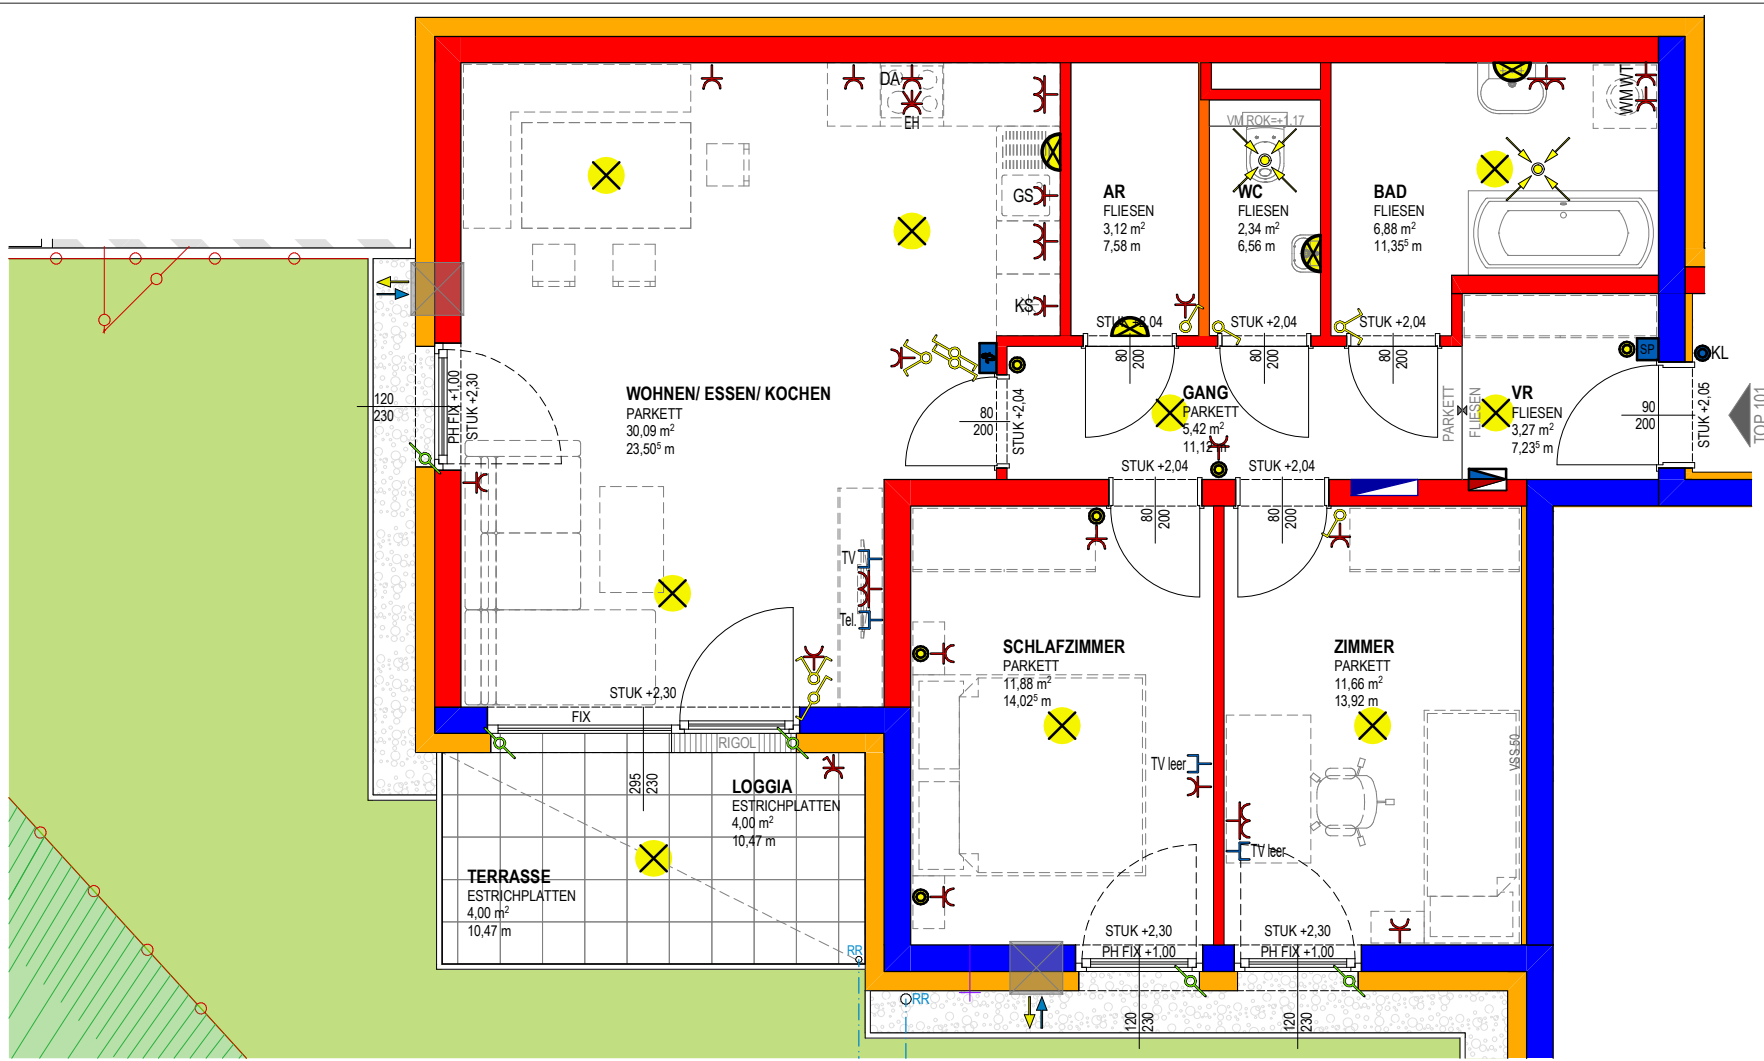 DA
EH
GS
KS
VM ROK=+1,17
WMWT
AR
FLIESEN
3,12 m²
7,58 m
WC
FLIESEN
2,34 m²
6,56 m
BAD
FLIESEN
6,88 m²
11,35⁵ m
STUK +2,04
STUK +2,04
STUK +2,04
80
200
80
200
80
200
SP
KL
120
230
PH FIX +1,00
STUK +2,30
WOHNEN/ ESSEN/ KOCHEN
PARKETT
30,09 m²
23,50⁵ m
80
200
STUK +2,04
GANG
PARKETT
5,42 m²
11,12 m
PARKETT
FLIESEN
VR
FLIESEN
3,27 m²
7,23⁵ m
90
200
STUK +2,05
TOP 101
STUK +2,04
STUK +2,04
80
200
80
200
TV
Tel.
SCHLAFZIMMER
PARKETT
11,88 m²
14,02⁵ m
ZIMMER
PARKETT
11,66 m²
13,92 m
STUK +2,30
FIX
RIGOL
295
230
LOGGIA
ESTRICHPLATTEN
4,00 m²
10,47 m
TERRASSE
ESTRICHPLATTEN
4,00 m²
10,47 m
TV leer
TV leer
RR
RR
STUK +2,30
PH FIX +1,00
STUK +2,30
PH FIX +1,00
120
230
120
230